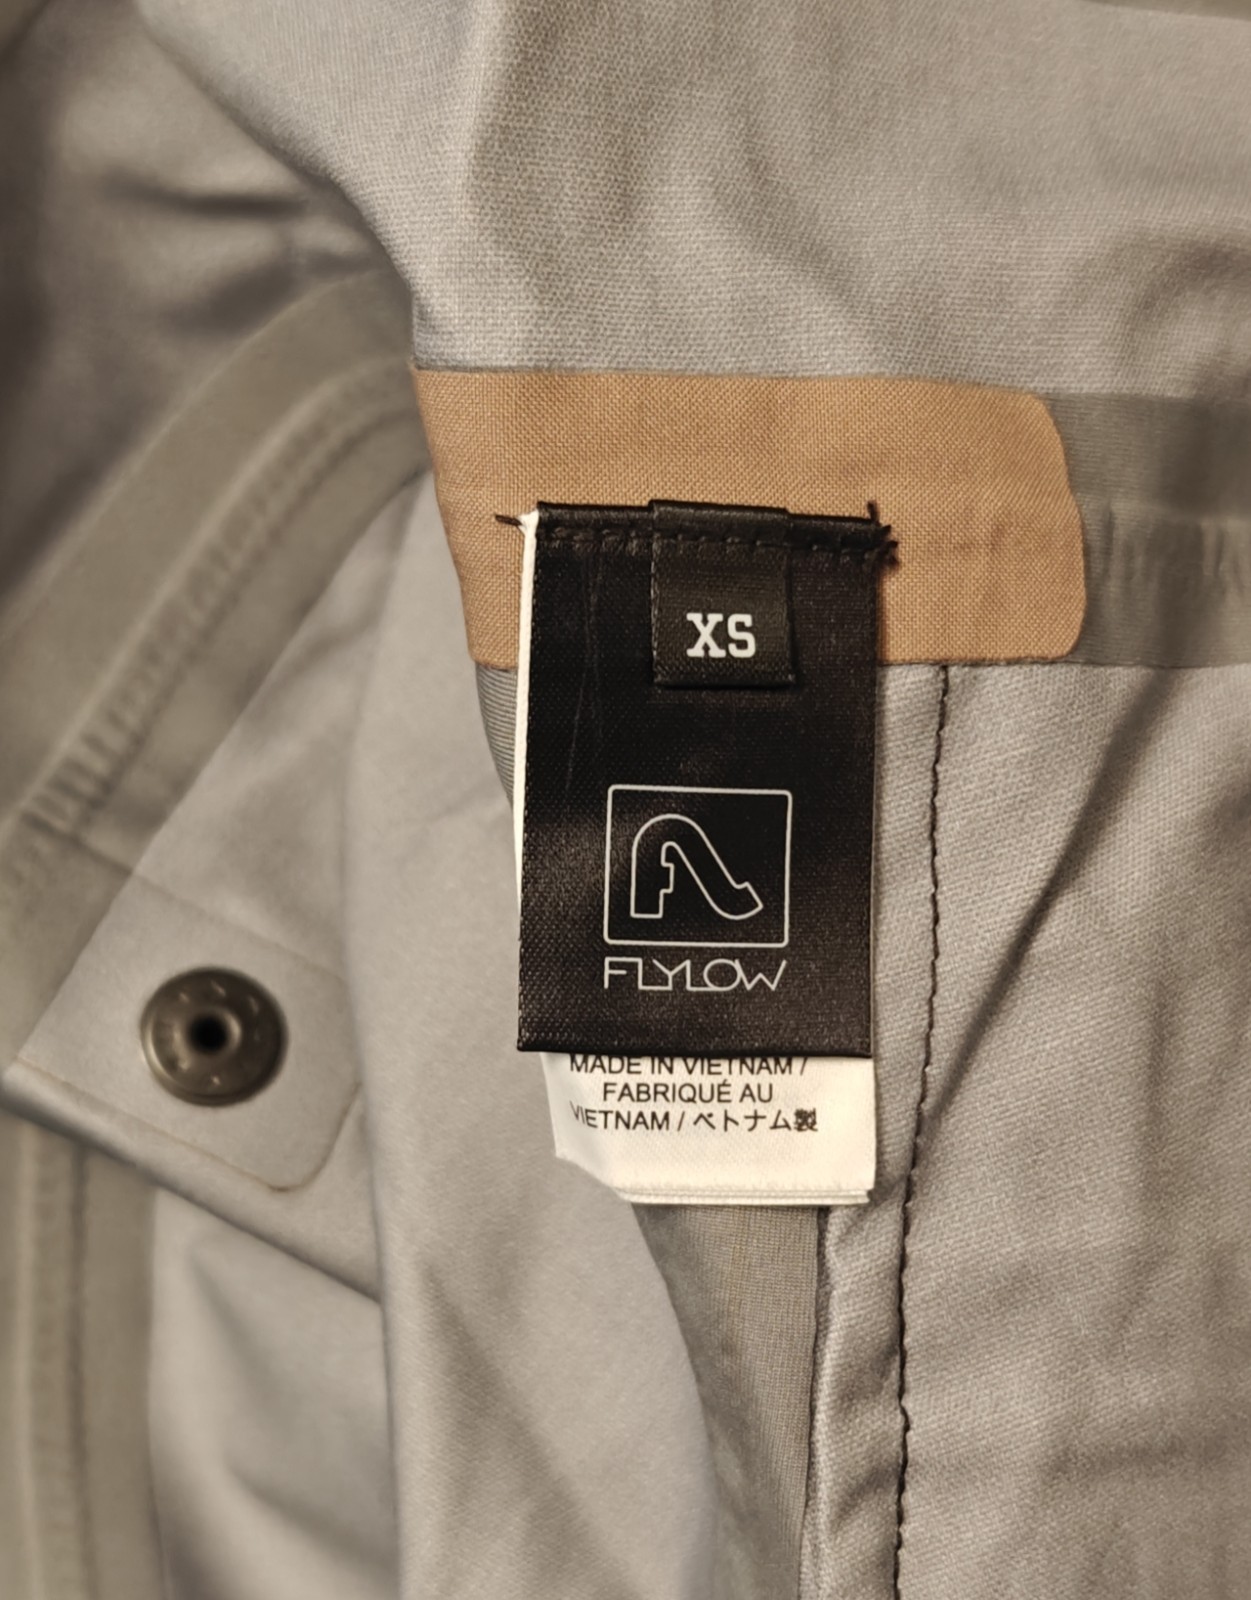 XS
FLYLOW
MADE IN VIETNAM /
FABRIQUÉ AU
VIETNAM / ベトナム製